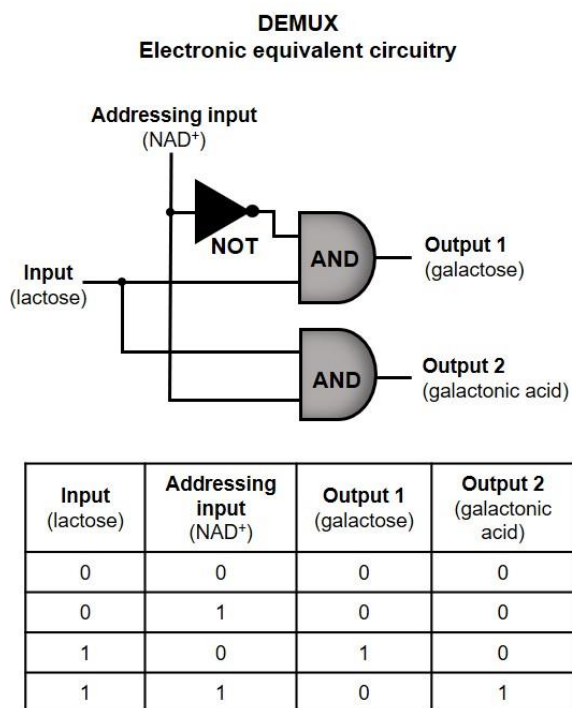 DEMUX
Electronic equivalent circuitry
Addressing input
(NAD⁺)
NOT
AND
Output 1
(galactose)
Input
(lactose)
AND
Output 2
(galactonic acid)
Input
(lactose)
Addressing
input
(NAD⁺)
Output 1
(galactose)
Output 2
(galactonic
acid)
0 0 0 0
0 1 0 0
1 0 1 0
1 1 0 1